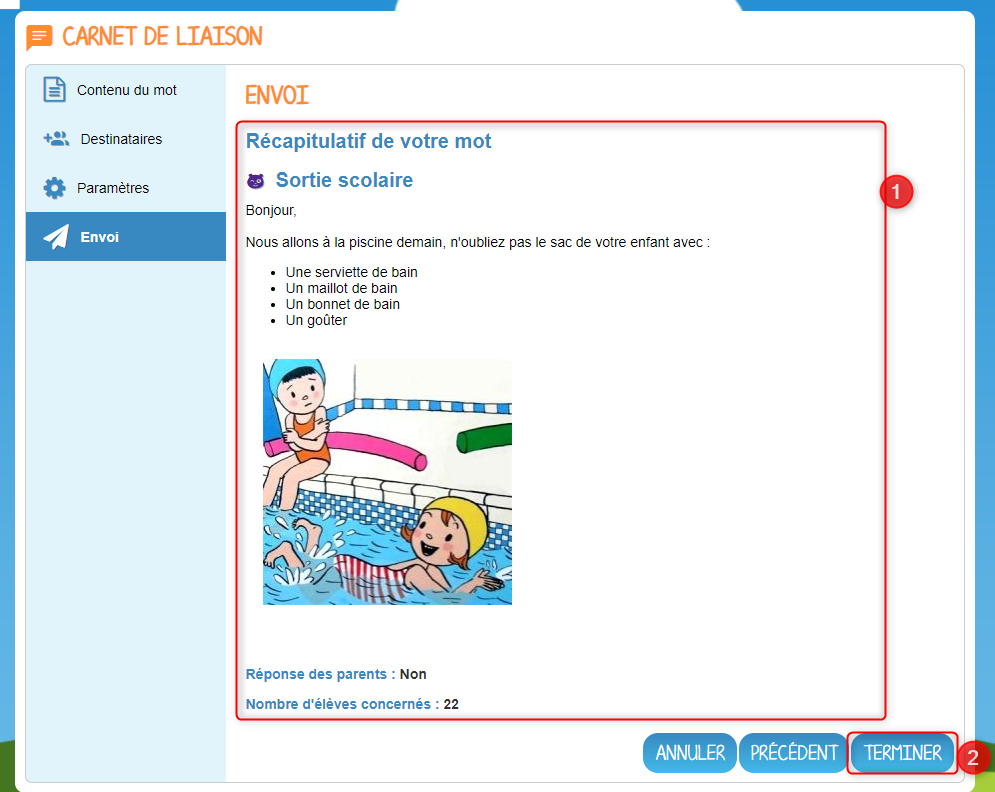 CARNET DE LIAISON
Contenu du mot
Destinataires
Paramètres
Envoi
ENVOI
Récapitulatif de votre mot
Sortie scolaire
Bonjour,
Nous allons à la piscine demain, n'oubliez pas le sac de votre enfant avec :
• Une serviette de bain
• Un maillot de bain
• Un bonnet de bain
• Un goûter
Réponse des parents : Non
Nombre d'élèves concernés : 22
1
ANNULER PRÉCÉDENT TERMINER
2